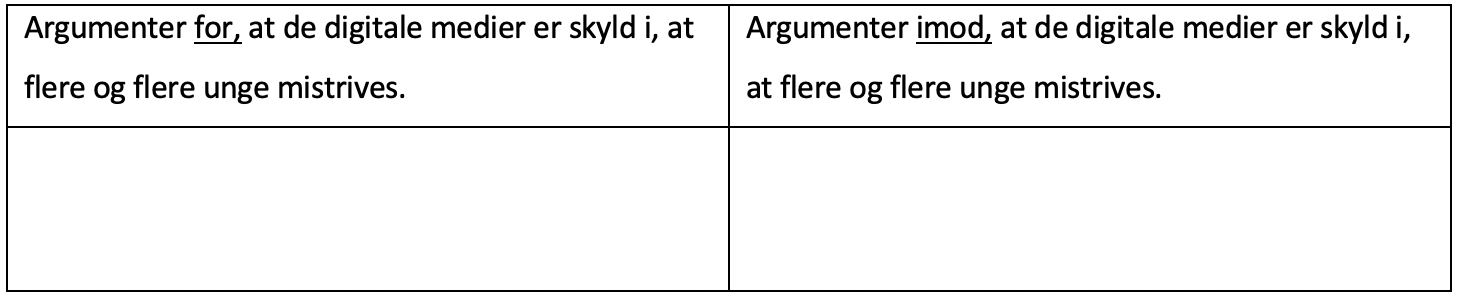 Argumenter for, at de digitale medier er skyld i, at
flere og flere unge mistrives.
Argumenter imod, at de digitale medier er skyld i,
at flere og flere unge mistrives.